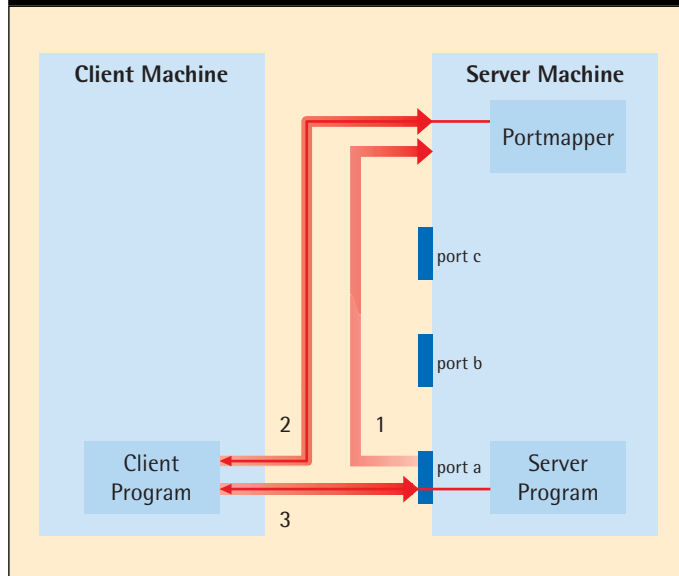 Client Machine
Server Machine
Portmapper
port c
port b
2
1
Client
Program
port a
Server
Program
3